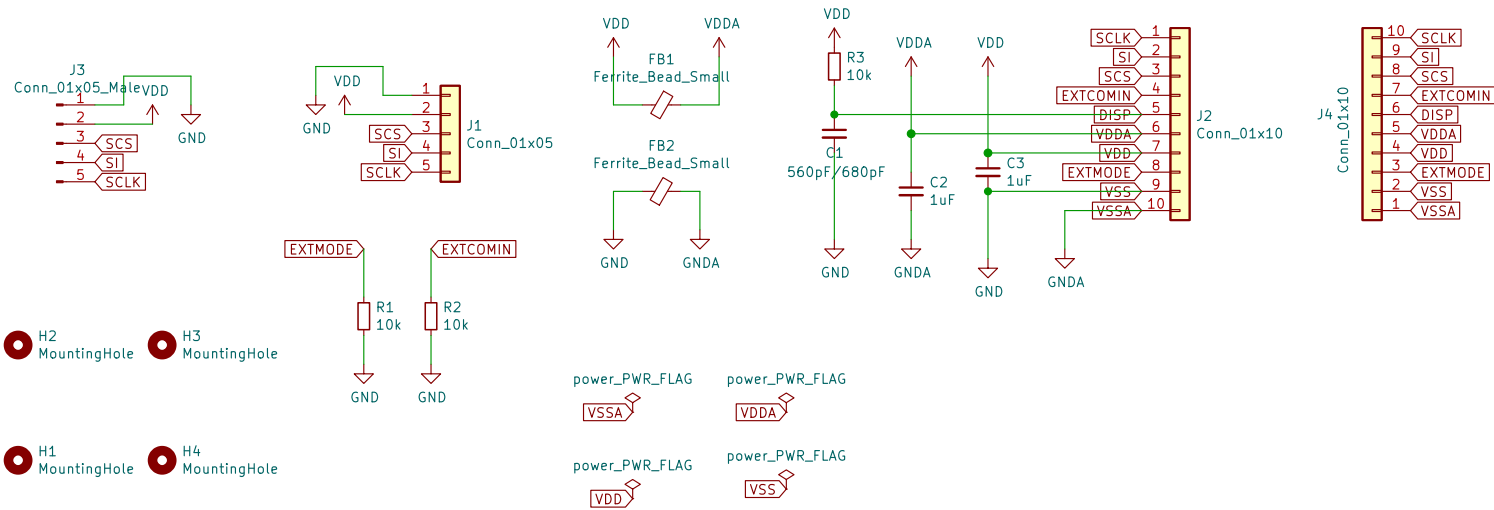 J3
Conn_01x05_Male
1
2
3
4
5
SCS
SI
SCLK
VDD
GND
VDD
GND
1
2
3
4
5
SCS
SI
SCLK
J1
Conn_01x05
VDD
VDDA
FB1
Ferrite_Bead_Small
FB2
Ferrite_Bead_Small
GND
GNDA
VDD
R3
10k
C1
560pF/680pF
GND
VDDA
C2
1uF
GNDA
VDD
C3
1uF
GND
GNDA
SCLK 1
SI 2
SCS 3
EXTCOMIN 4
DISP 5
VDDA 6
VDD 7
EXTMODE 8
VSS 9
VSSA 10
J2
Conn_01x10
J4
Conn_01x10
10 SCLK
9 SI
8 SCS
7 EXTCOMIN
6 DISP
5 VDDA
4 VDD
3 EXTMODE
2 VSS
1 VSSA
EXTMODE
EXTCOMIN
R1
10k
R2
10k
GND
GND
H2
MountingHole
H3
MountingHole
H1
MountingHole
H4
MountingHole
power_PWR_FLAG
VSSA
power_PWR_FLAG
VDDA
power_PWR_FLAG
VDD
power_PWR_FLAG
VSS